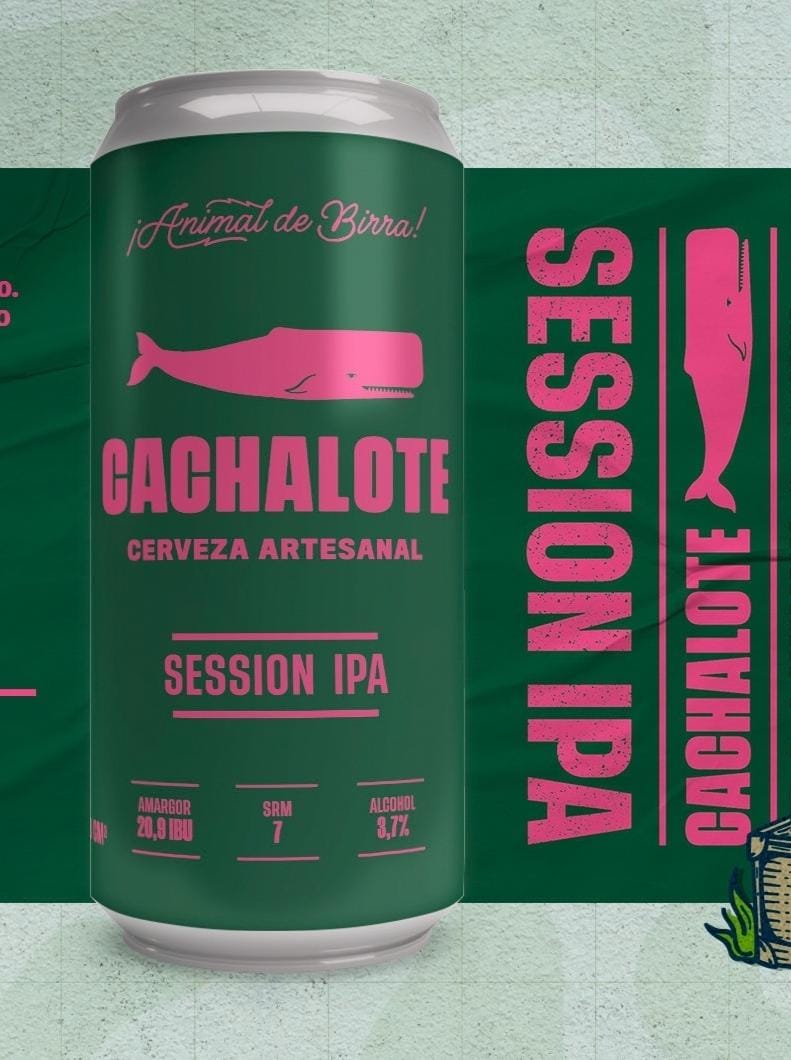 ¡Animal de Birra!
CACHALOTE
CERVEZA ARTESANAL
SESSION IPA
AMARGOR
20,9 IBU
SRM
7
ALCOHOL
3,7%
SESSION IPA
CACHALOTE